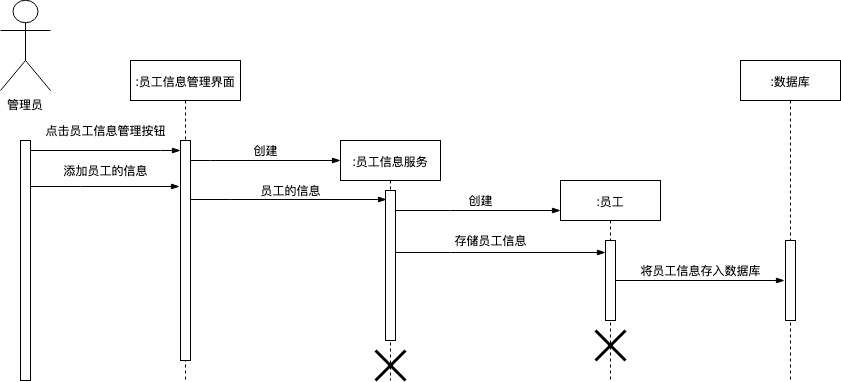 管理员
:员工信息管理界面
:数据库
点击员工信息管理按钮
创建
:员工信息服务
添加员工的信息
员工的信息
创建
:员工
存储员工信息
将员工信息存入数据库